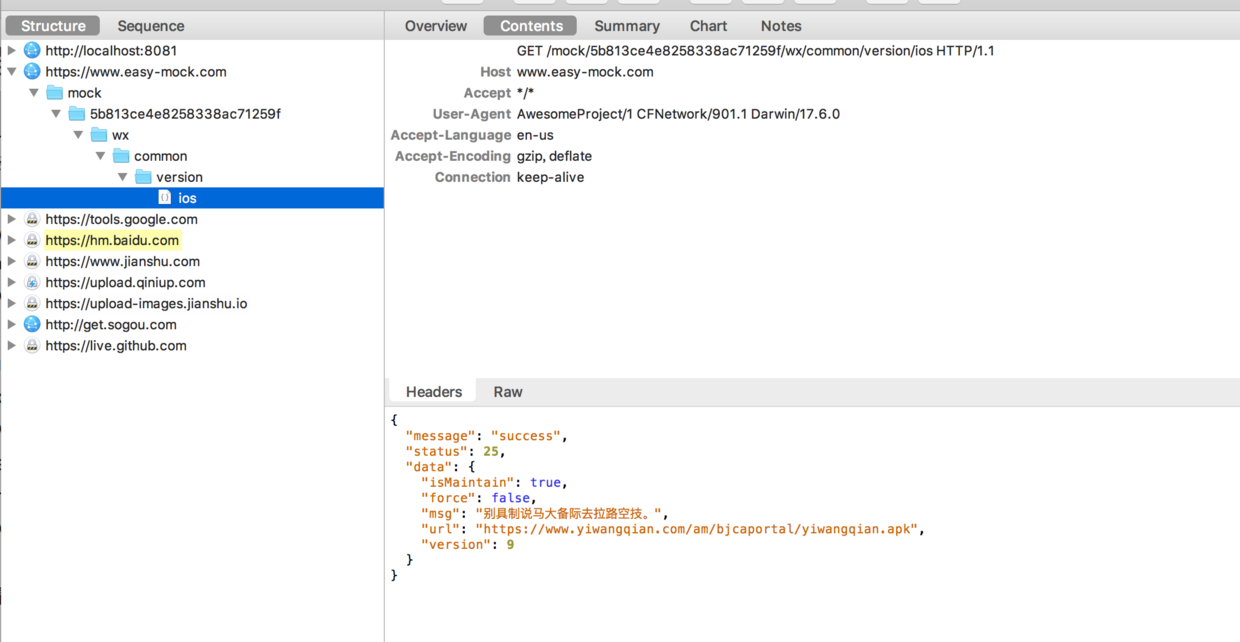 Structure
Sequence
http://localhost:8081
https://www.easy-mock.com
mock
5b813ce4e8258338ac71259f
wx
common
version
ios
https://tools.google.com
https://hm.baidu.com
https://www.jianshu.com
https://upload.qiniup.com
https://upload-images.jianshu.io
http://get.sogou.com
https://live.github.com
Overview
Contents
Summary
Chart
Notes
GET /mock/5b813ce4e8258338ac71259f/wx/common/version/ios HTTP/1.1
Host www.easy-mock.com
Accept */*
User-Agent AwesomeProject/1 CFNetwork/901.1 Darwin/17.6.0
Accept-Language en-us
Accept-Encoding gzip, deflate
Connection keep-alive
Headers
Raw
{
"message": "success",
"status": 25,
"data": {
"isMaintain": true,
"force": false,
"msg": "别具制说马大备际去拉路空技。",
"url": "https://www.yiwangqian.com/am/bjcaportal/yiwangqian.apk",
"version": 9
}
}